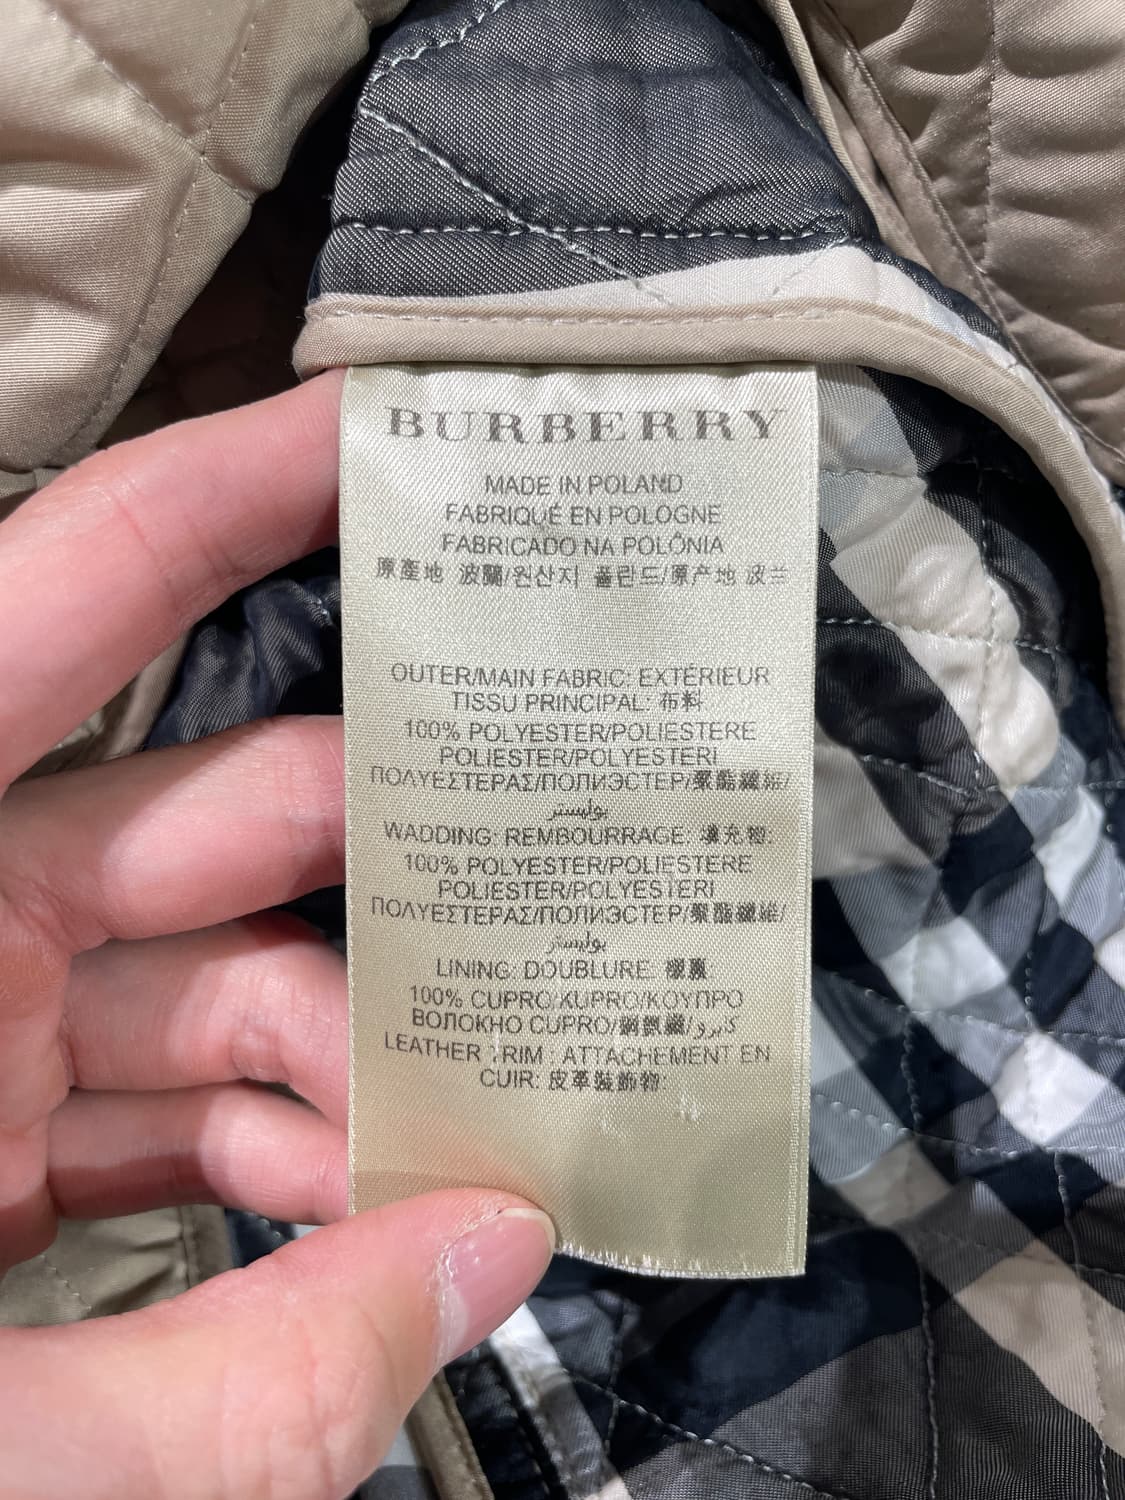 BURBERRY
MADE IN POLAND
FABRIQUÉ EN POLOGNE
FABRICADO NA POLÔNIA
原產地 波蘭/원산지 폴란드/原产地 波兰
OUTER/MAIN FABRIC: EXTÉRIEUR
TISSU PRINCIPAL: 布料
100% POLYESTER/POLIESTERE
POLIESTER/POLYESTERI
ΠΟΛΥΕΣΤΕΡΑΣ/ПОЛИЭСТЕР/聚酯纖維/
بوليستر
WADDING: REMBOURRAGE: 填充物:
100% POLYESTER/POLIESTERE
POLIESTER/POLYESTERI
ΠΟΛΥΕΣΤΕΡΑΣ/ПОЛИЭСТЕР/聚酯纖維/
بوليستر
LINING: DOUBLURE:
100% CUPRO/KUPRO/ΚΟΥΠΡΟ
ВОЛОКНО CUPRO/銅氨纖/كبرو
LEATHER TRIM : ATTACHEMENT EN
CUIR: 皮革裝飾物: